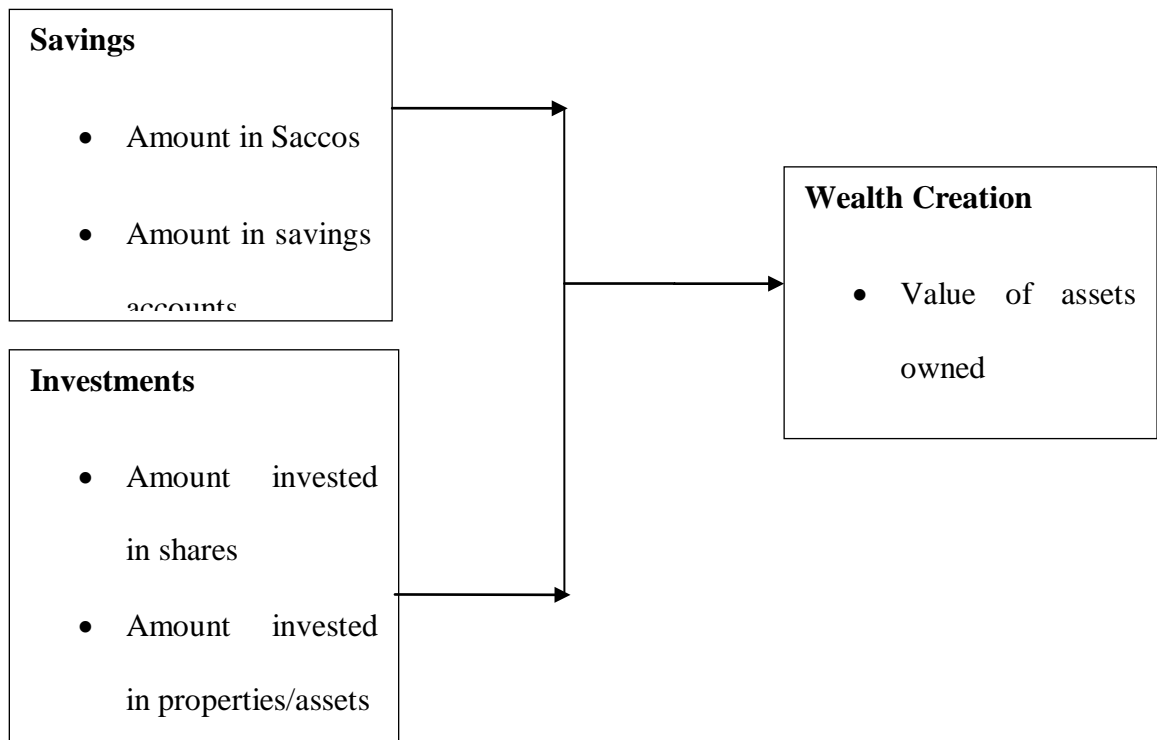 Savings
• Amount in Saccos
• Amount in savings
accounts
Investments
• Amount invested
in shares
• Amount invested
in properties/assets
Wealth Creation
• Value of assets
owned